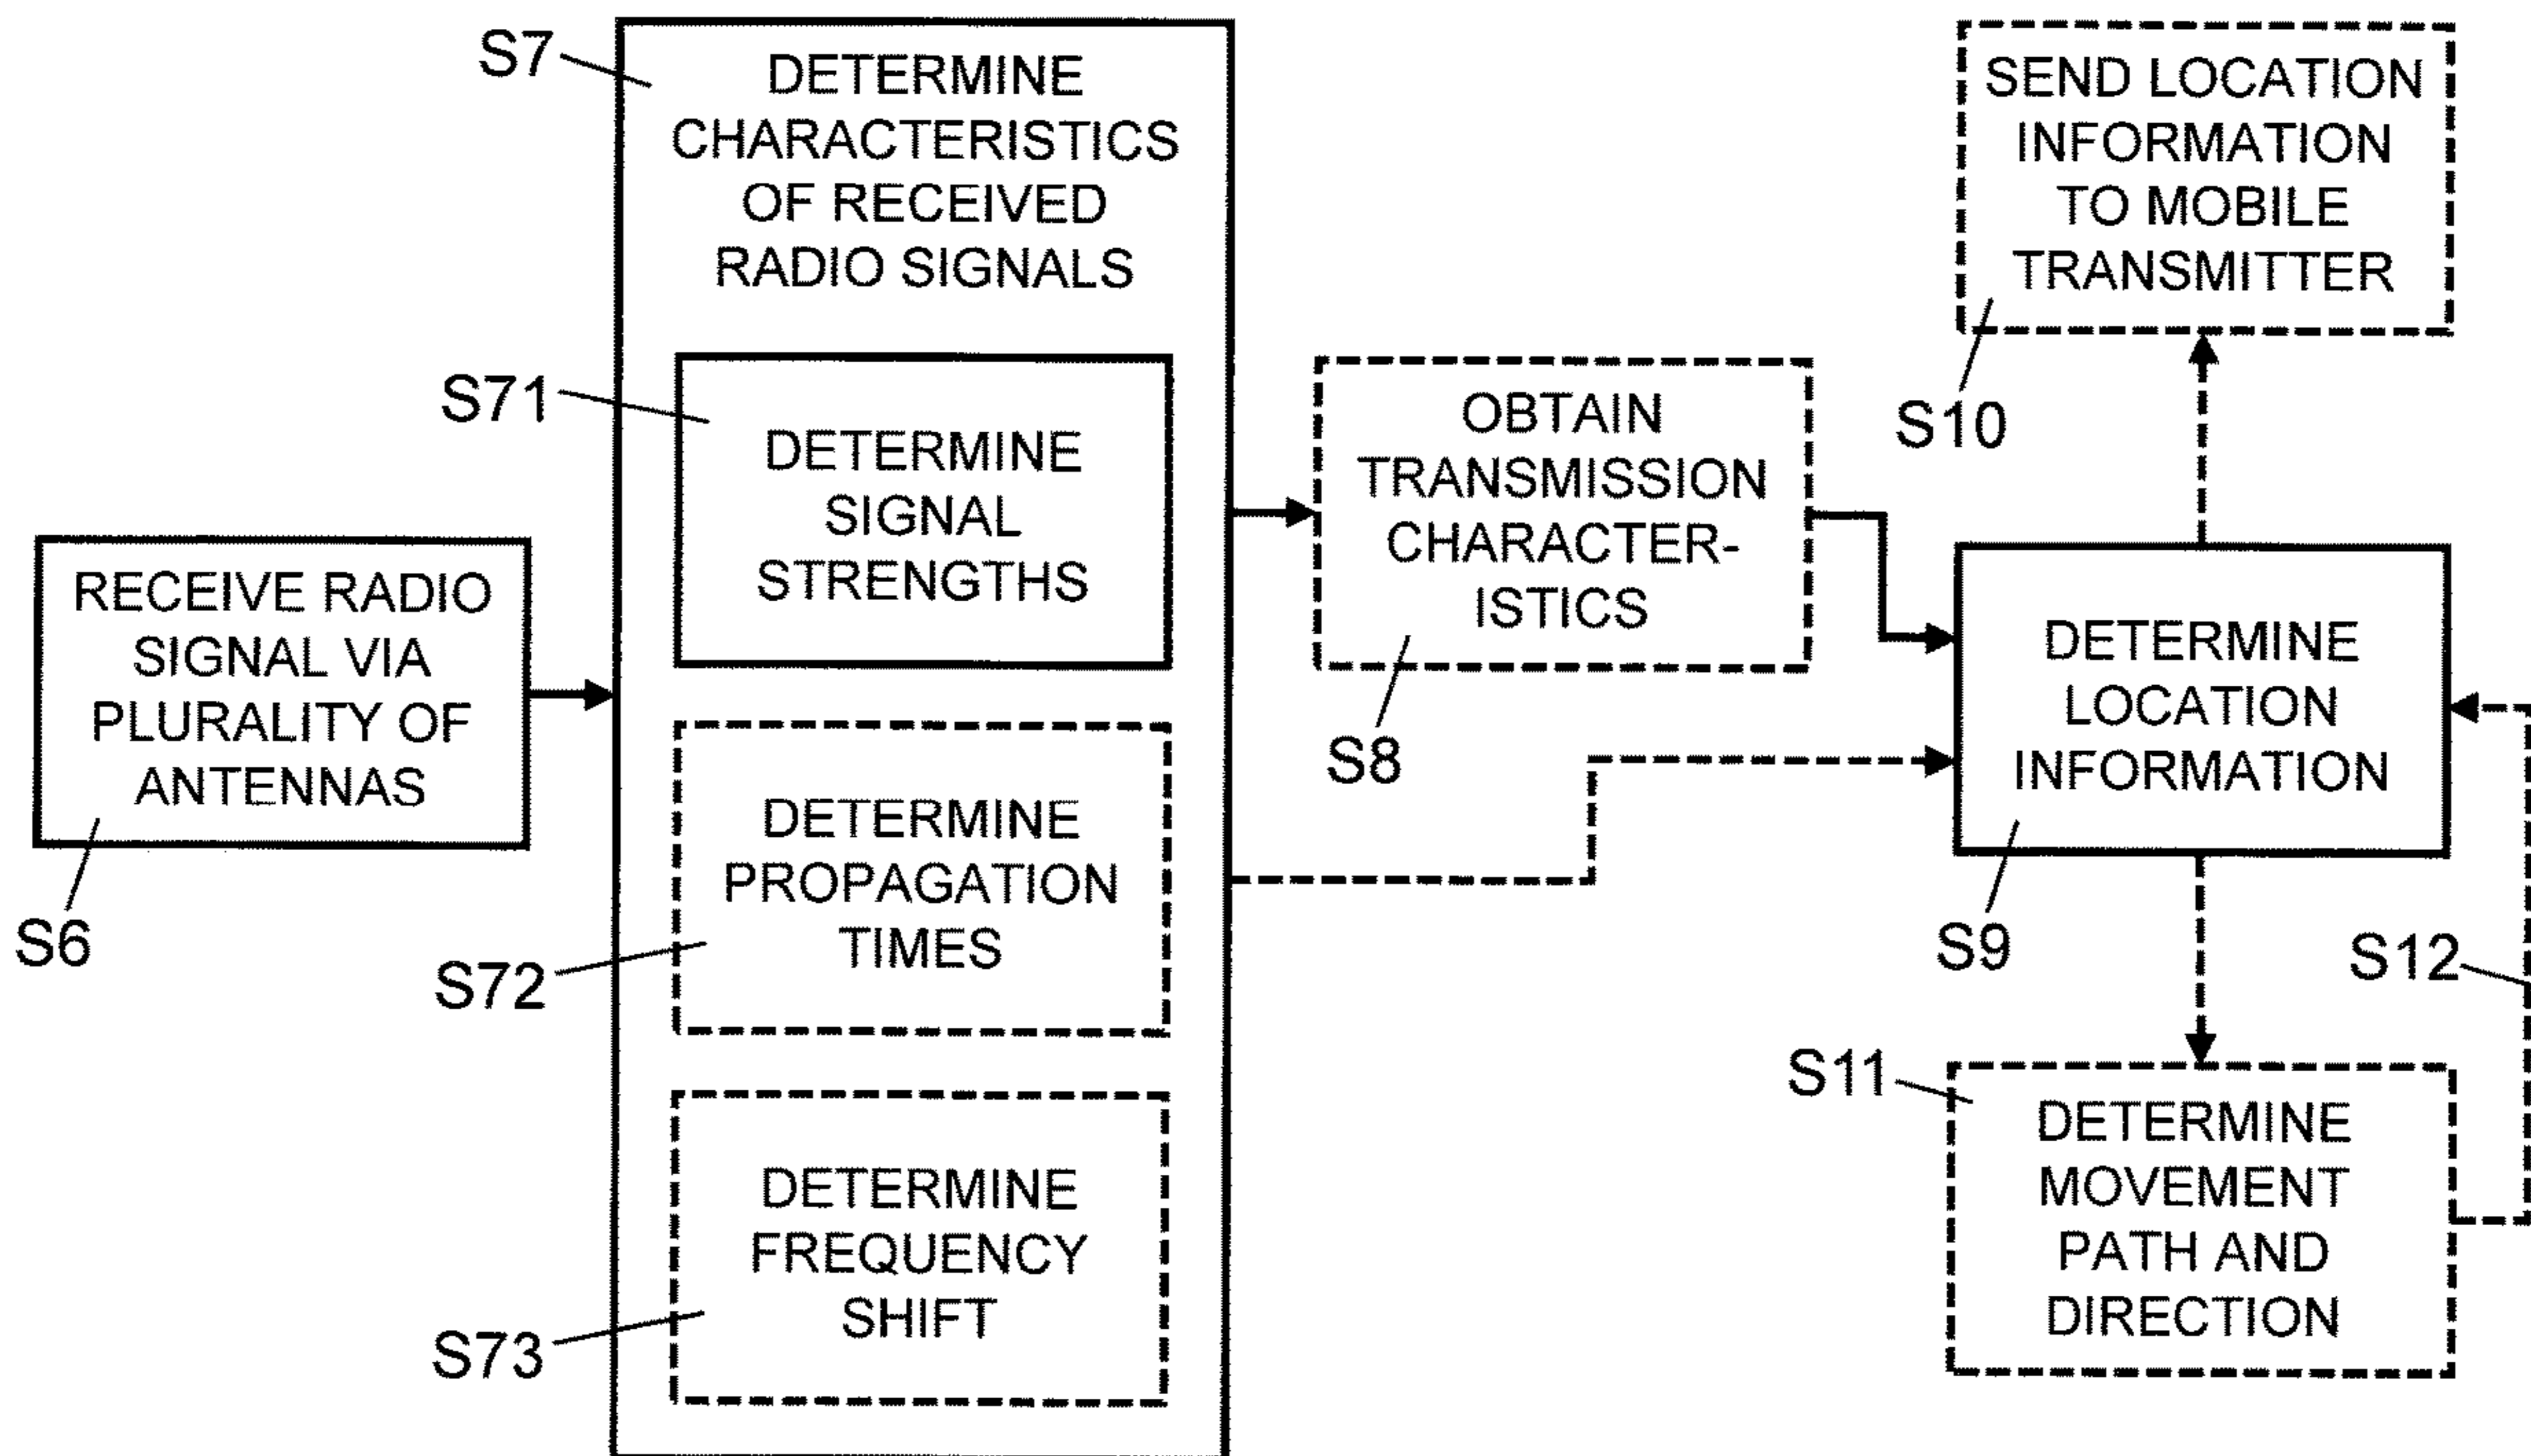 S6
RECEIVE RADIO
SIGNAL VIA
PLURALITY OF
ANTENNAS
S7
DETERMINE
CHARACTERISTICS
OF RECEIVED
RADIO SIGNALS
S71
DETERMINE
SIGNAL
STRENGTHS
S72
DETERMINE
PROPAGATION
TIMES
S73
DETERMINE
FREQUENCY
SHIFT
S8
OBTAIN
TRANSMISSION
CHARACTER-
ISTICS
S9
DETERMINE
LOCATION
INFORMATION
S10
SEND LOCATION
INFORMATION
TO MOBILE
TRANSMITTER
S11
DETERMINE
MOVEMENT
PATH AND
DIRECTION
S12